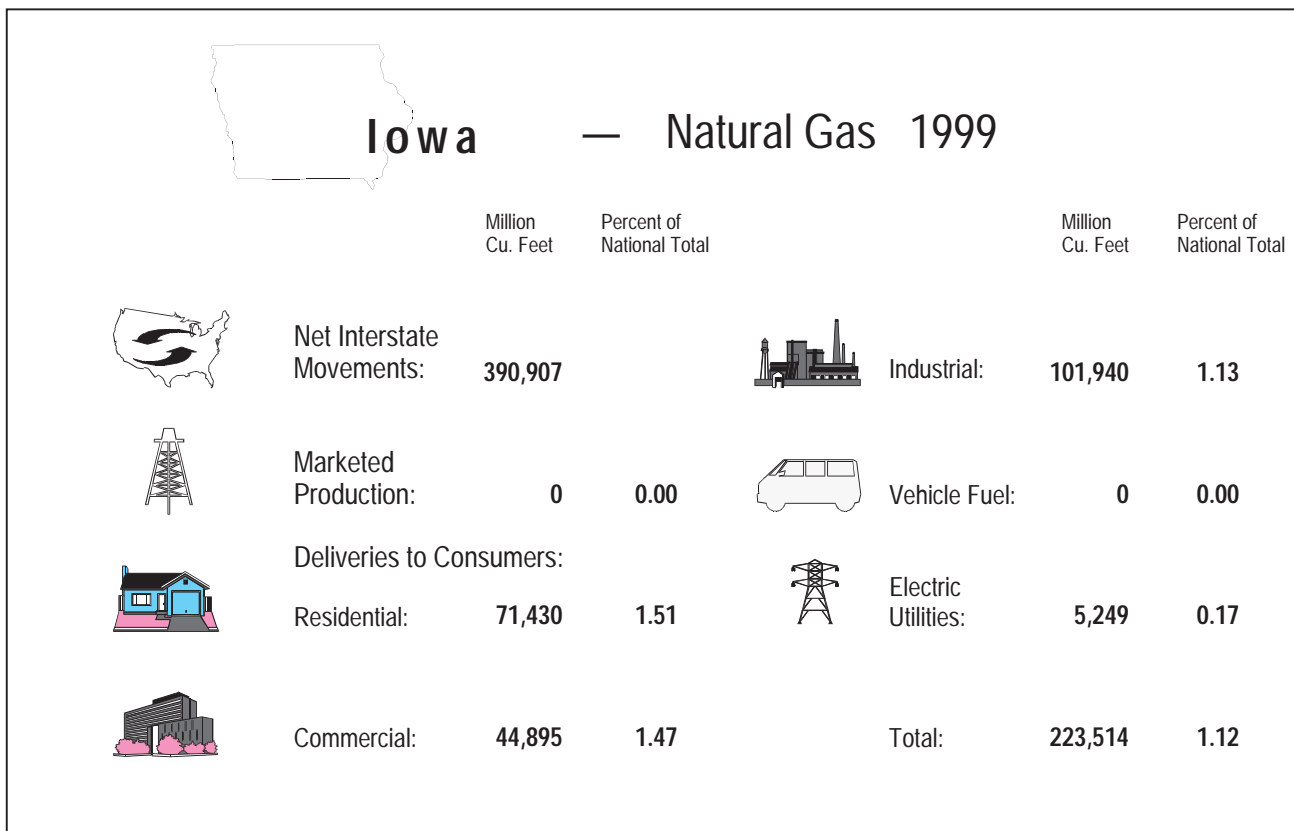 Iowa — Natural Gas 1999
Million Cu. Feet
Percent of National Total
Million Cu. Feet
Percent of National Total
Net Interstate Movements: 390,907
Industrial: 101,940 1.13
Marketed Production: 0 0.00
Vehicle Fuel: 0 0.00
Deliveries to Consumers:
Residential: 71,430 1.51
Electric Utilities: 5,249 0.17
Commercial: 44,895 1.47
Total: 223,514 1.12